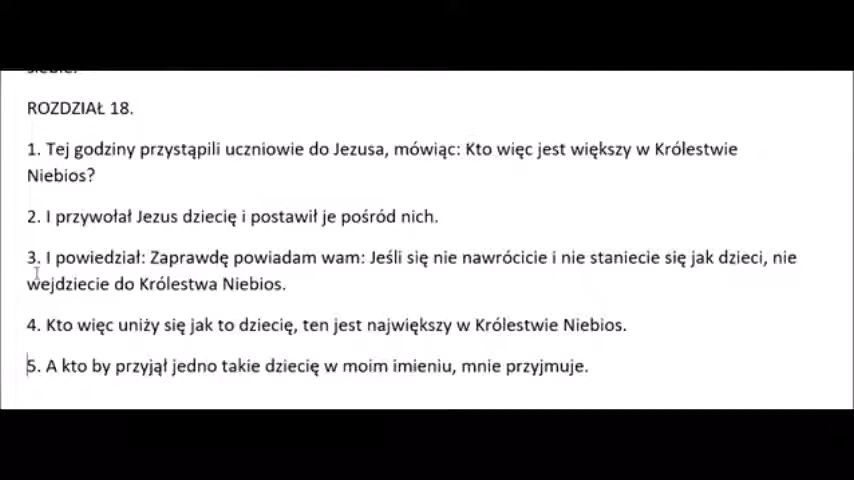 siebie.
ROZDZIAŁ 18.
1. Tej godziny przystąpili uczniowie do Jezusa, mówiąc: Kto więc jest większy w Królestwie
Niebios?
2. I przywołał Jezus dziecię i postawił je pośród nich.
3. I powiedział: Zaprawdę powiadam wam: Jeśli się nie nawrócicie i nie staniecie się jak dzieci, nie
wejdziecie do Królestwa Niebios.
4. Kto więc uniży się jak to dziecię, ten jest największy w Królestwie Niebios.
5. A kto by przyjął jedno takie dziecię w moim imieniu, mnie przyjmuje.